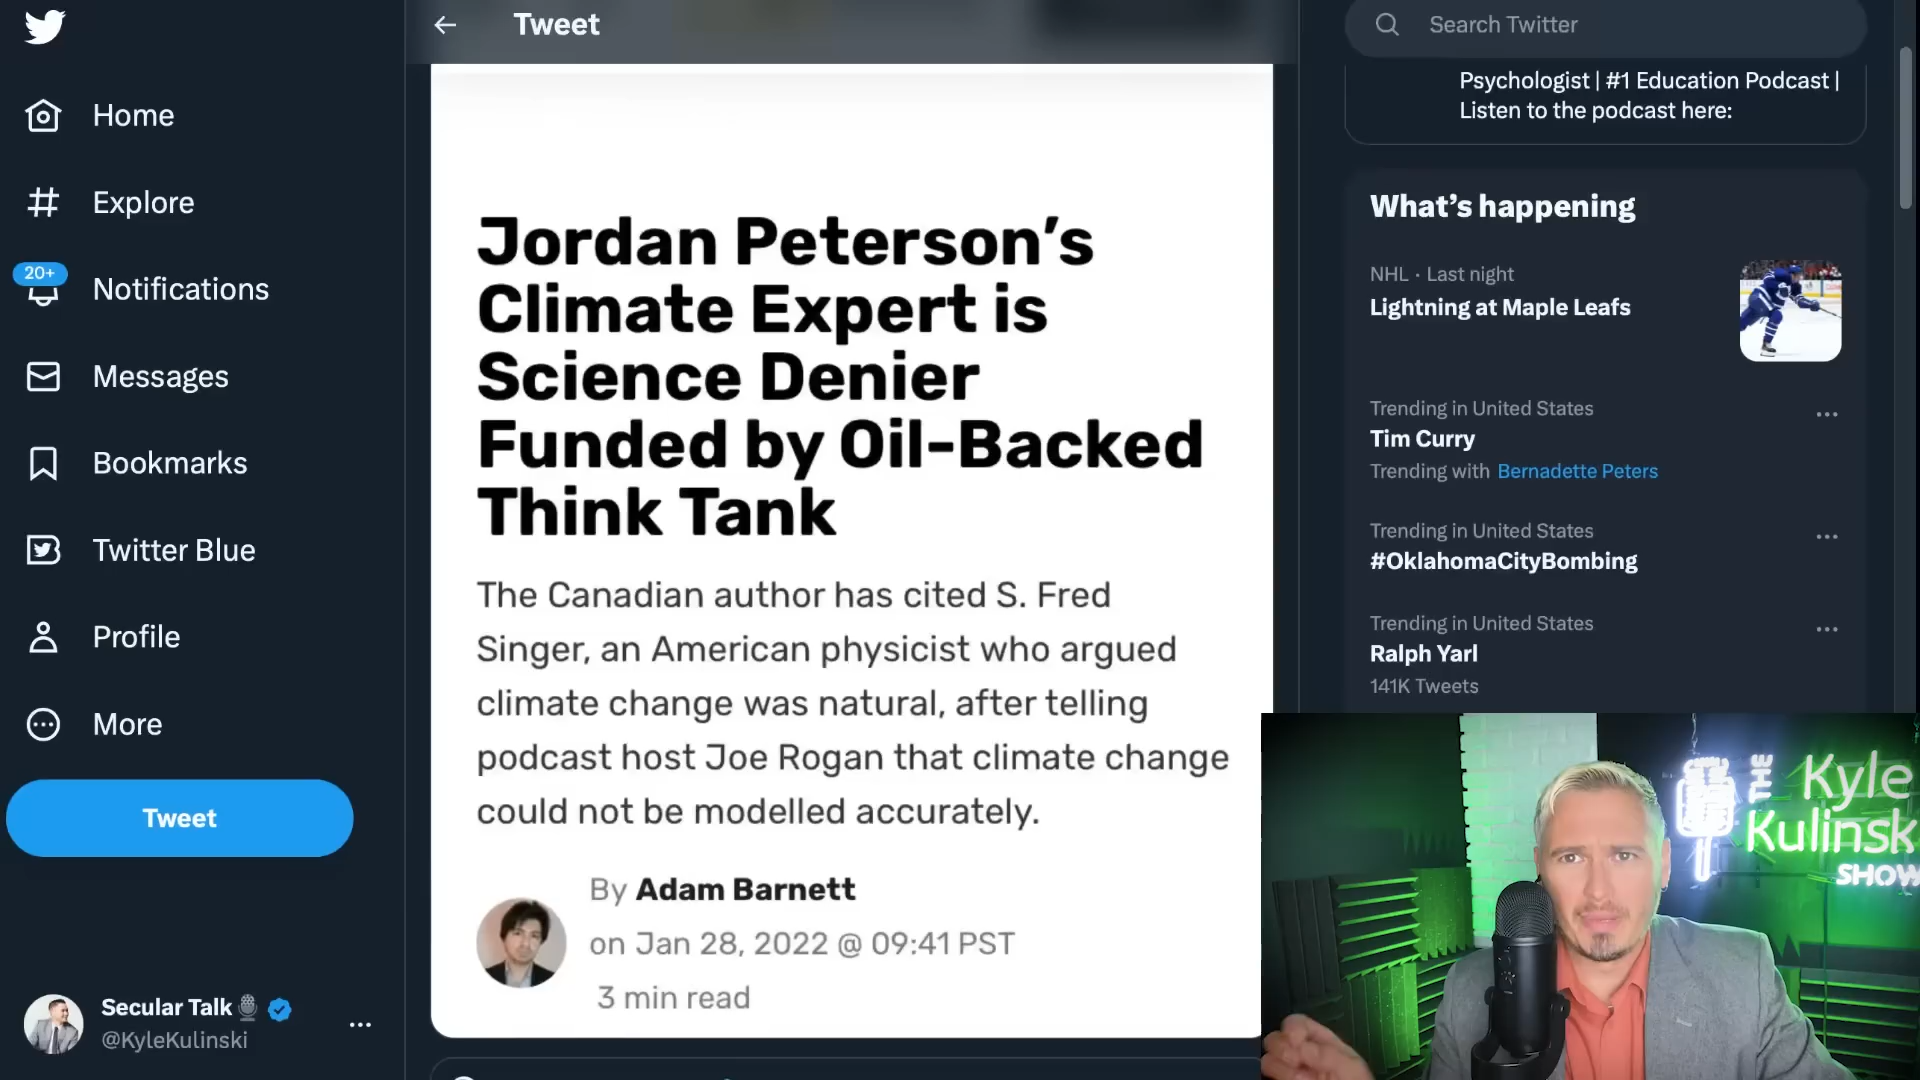 Tweet
Search Twitter
Psychologist | #1 Education Podcast |
Listen to the podcast here:
Home
Explore
20+
Notifications
Messages
Bookmarks
Twitter Blue
Profile
More
Tweet
Secular Talk
@KyleKulinski
Jordan Peterson’s
Climate Expert is
Science Denier
Funded by Oil-Backed
Think Tank
The Canadian author has cited S. Fred
Singer, an American physicist who argued
climate change was natural, after telling
podcast host Joe Rogan that climate change
could not be modelled accurately.
By Adam Barnett
on Jan 28, 2022 @ 09:41 PST
3 min read
What’s happening
NHL · Last night
Lightning at Maple Leafs
Trending in United States
Tim Curry
Trending with Bernadette Peters
Trending in United States
#OklahomaCityBombing
Trending in United States
Ralph Yarl
141K Tweets
THE
Kyle
Kulinsk
SHOW